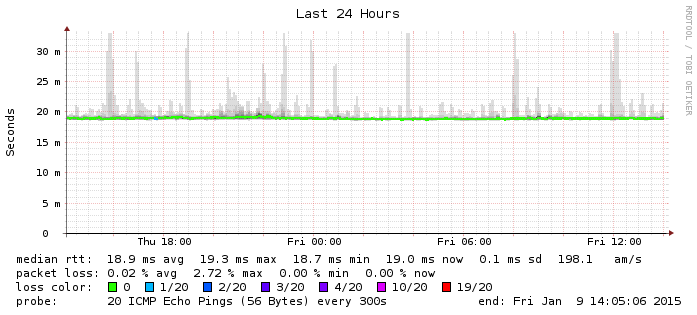 Last 24 Hours
RRDTOOL / TOBI OETIKER
Seconds
30 m
25 m
20 m
15 m
10 m
5 m
0
Thu 18:00 Fri 00:00 Fri 06:00 Fri 12:00
median rtt: 18.9 ms avg 19.3 ms max 18.7 ms min 19.0 ms now 0.1 ms sd 198.1 am/s
packet loss: 0.02 % avg 2.72 % max 0.00 % min 0.00 % now
loss color: 0 1/20 2/20 3/20 4/20 10/20 19/20
probe: 20 ICMP Echo Pings (56 Bytes) every 300s end: Fri Jan 9 14:05:06 2015